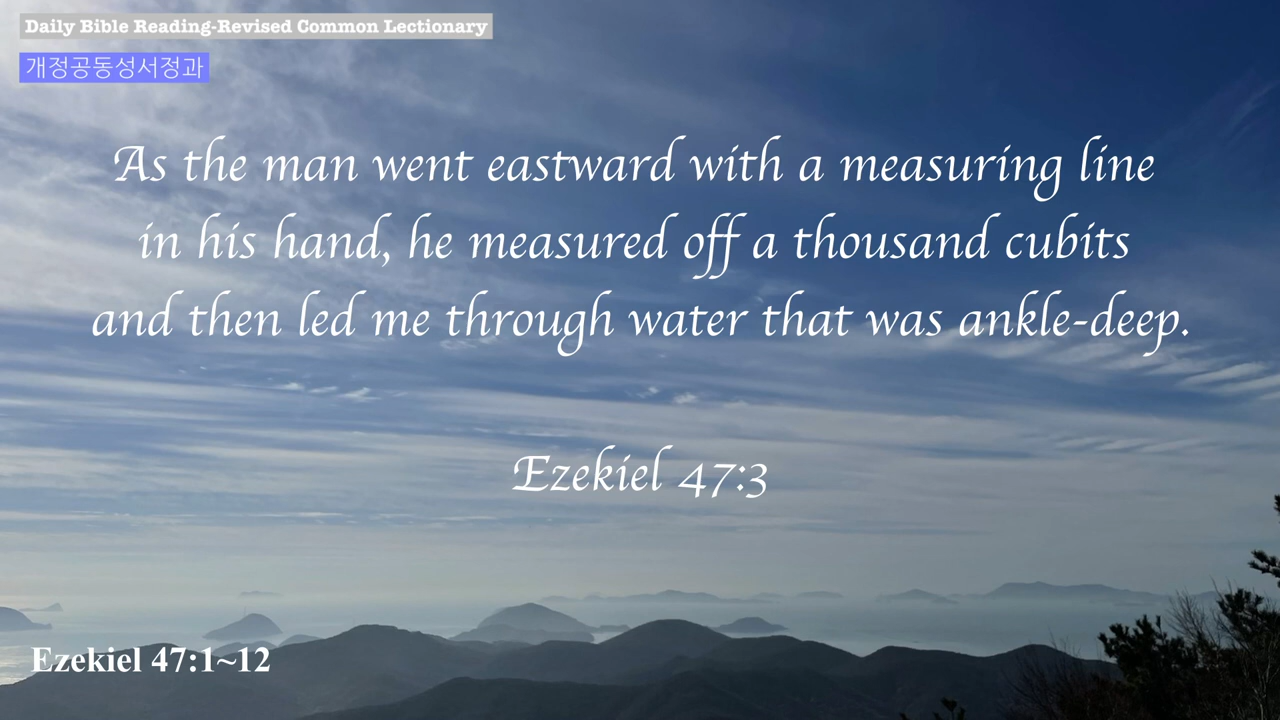 Daily Bible Reading-Revised Common Lectionary
개정공동성서정과
As the man went eastward with a measuring line
in his hand, he measured off a thousand cubits
and then led me through water that was ankle-deep.
Ezekiel 47:3
Ezekiel 47:1~12